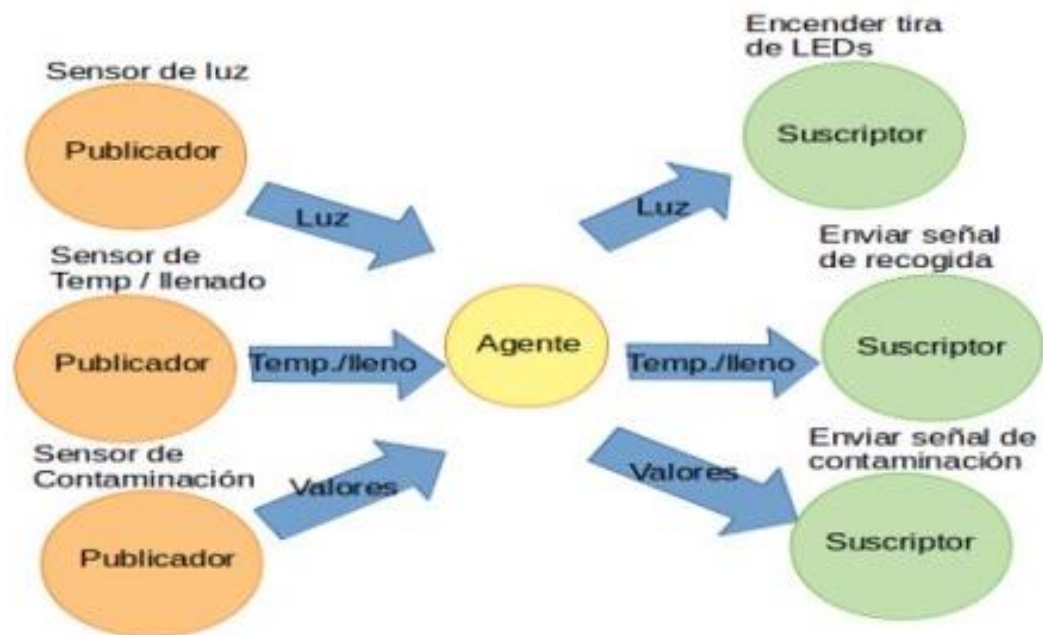 Encender tira
de LEDs
Sensor de luz
Publicador
Suscriptor
Luz
Luz
Sensor de
Temp / llenado
Enviar señal
de recogida
Publicador
Temp./lleno
Agente
Temp./lleno
Suscriptor
Sensor de
Contaminación
Valores
Valores
Enviar señal de
contaminación
Publicador
Suscriptor